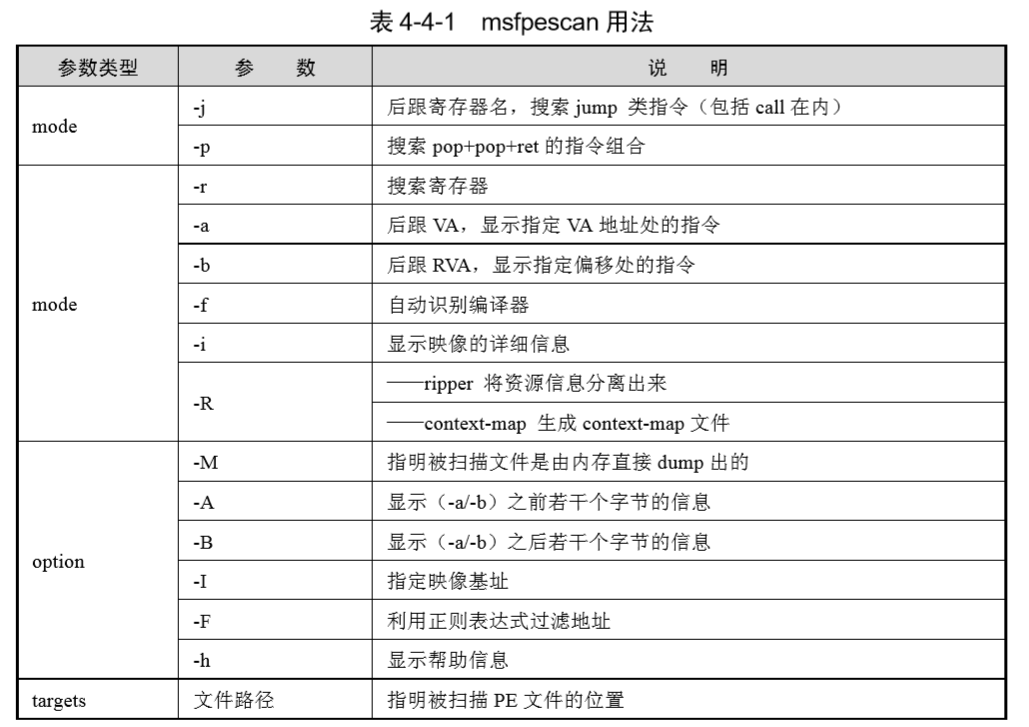 表 4-4-1 msfpescan 用法
参数类型 参 数 说 明
mode
-j 后跟寄存器名，搜索 jump 类指令（包括 call 在内）
-p 搜索 pop+pop+ret 的指令组合
mode
-r 搜索寄存器
-a 后跟 VA，显示指定 VA 地址处的指令
-b 后跟 RVA，显示指定偏移处的指令
-f 自动识别编译器
-i 显示映像的详细信息
-R
——ripper 将资源信息分离出来
——context-map 生成 context-map 文件
option
-M 指明被扫描文件是由内存直接 dump 出的
-A 显示（-a/-b）之前若干个字节的信息
-B 显示（-a/-b）之后若干个字节的信息
-I 指定映像基址
-F 利用正则表达式过滤地址
-h 显示帮助信息
targets 文件路径 指明被扫描 PE 文件的位置